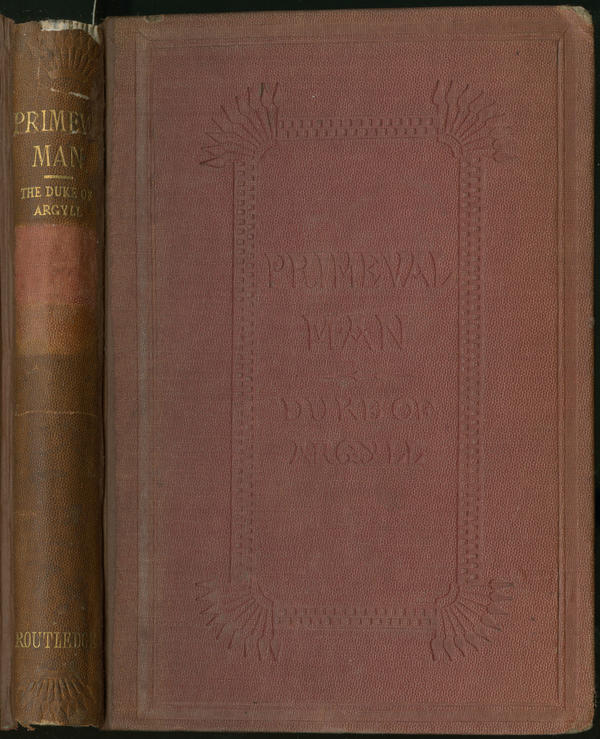 PRIMEV
MAN
THE DUKE OF
ARGYLL
ROUTLEDGE
PRIMEVAL
MAN
DUKE OF
ARGYLL